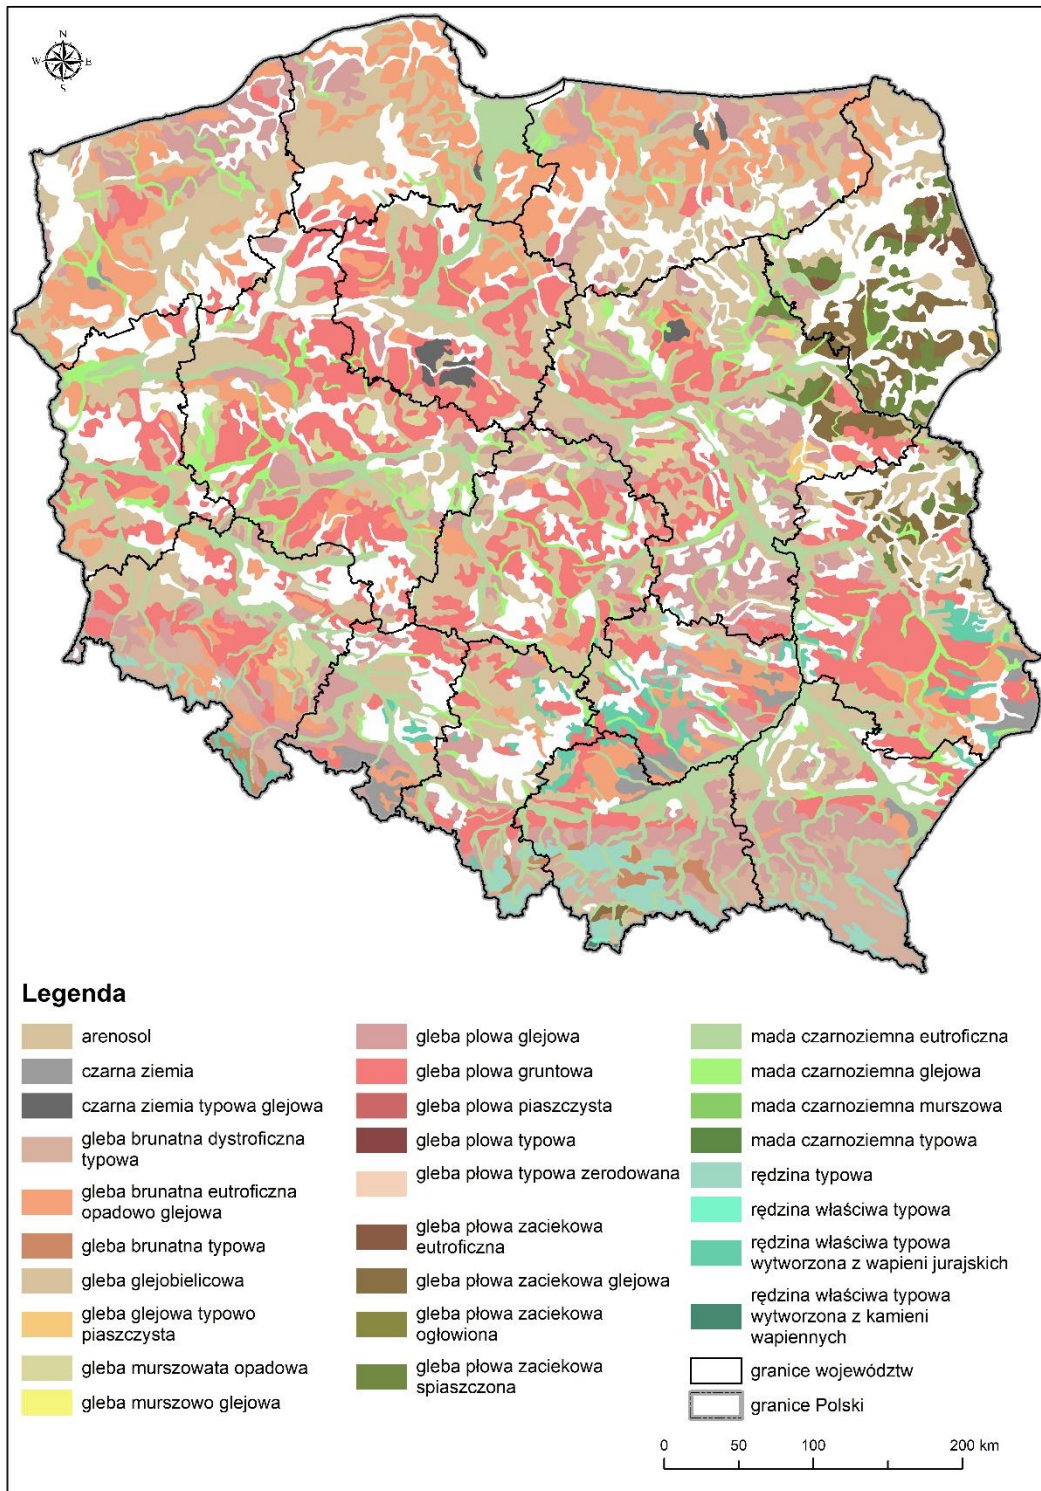 N
W E
S
Legenda
arenosol
czarna ziemia
czarna ziemia typowa glejowa
gleba brunatna dystroficzna
typowa
gleba brunatna eutroficzna
opadowo glejowa
gleba brunatna typowa
gleba glejobielicowa
gleba glejowa typowo
piaszczysta
gleba murszowata opadowa
gleba murszowo glejowa
gleba plowa glejowa
gleba plowa gruntowa
gleba plowa piaszczysta
gleba plowa typowa
gleba płowa typowa zerodowana
gleba płowa zaciekowa
eutroficzna
gleba płowa zaciekowa glejowa
gleba płowa zaciekowa
ogłowiona
gleba płowa zaciekowa
spiaszczona
mada czarnoziemna eutroficzna
mada czarnoziemna glejowa
mada czarnoziemna murszowa
mada czarnoziemna typowa
rędzina typowa
rędzina właściwa typowa
rędzina właściwa typowa
wytworzona z wapieni jurajskich
rędzina właściwa typowa
wytworzona z kamieni
wapiennych
granice województw
granice Polski
0 50 100 200 km